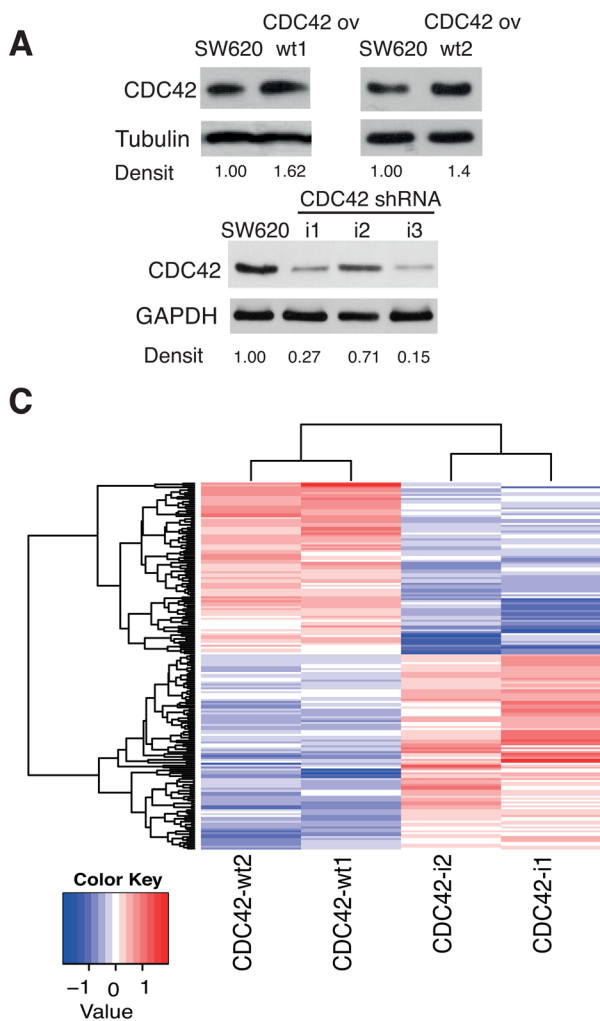 A
CDC42 ov CDC42 ov
SW620 wt1 SW620 wt2
CDC42
Tubulin
Densit 1.00 1.62 1.00 1.4
CDC42 shRNA
SW620 i1 i2 i3
CDC42
GAPDH
Densit 1.00 0.27 0.71 0.15
C
CDC42-wt2 CDC42-wt1 CDC42-i2 CDC42-i1
Color Key
−1 0 1
Value